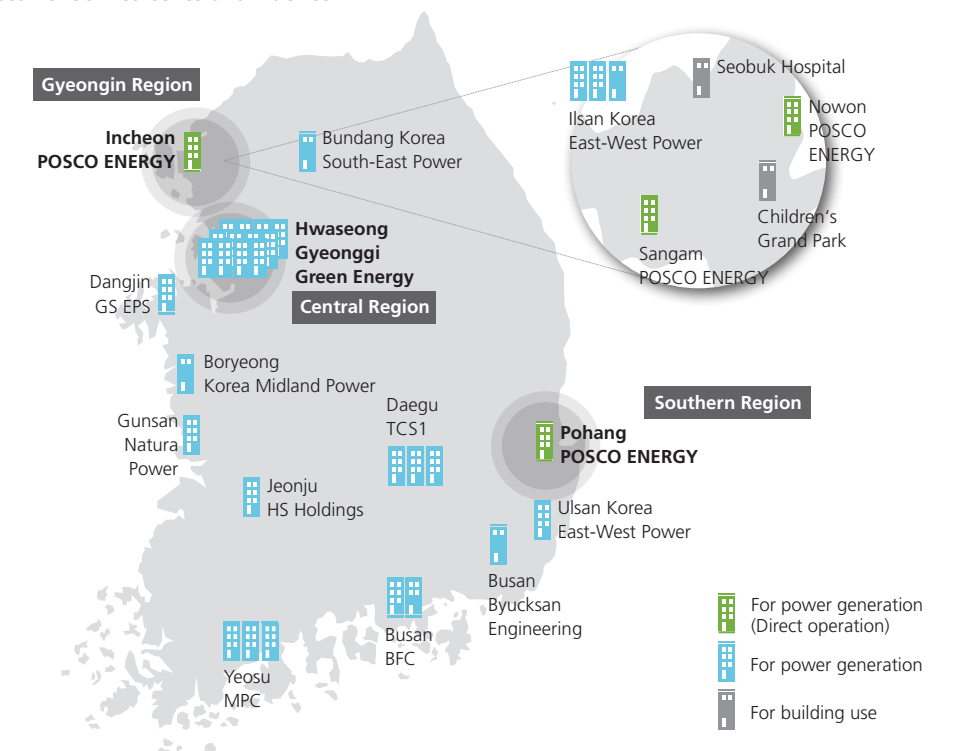 Gyeongin Region
Incheon
POSCO ENERGY
Bundang Korea
South-East Power
Ilsan Korea
East-West Power
Seobuk Hospital
Nowon
POSCO
ENERGY
Children's
Grand Park
Sangam
POSCO ENERGY
Hwaseong
Gyeonggi
Green Energy
Central Region
Dangjin
GS EPS
Boryeong
Korea Midland Power
Gunsan
Natura
Power
Daegu
TCS1
Southern Region
Pohang
POSCO ENERGY
Jeonju
HS Holdings
Ulsan Korea
East-West Power
Busan
Byucksan
Engineering
Busan
BFC
Yeosu
MPC
For power generation
(Direct operation)
For power generation
For building use